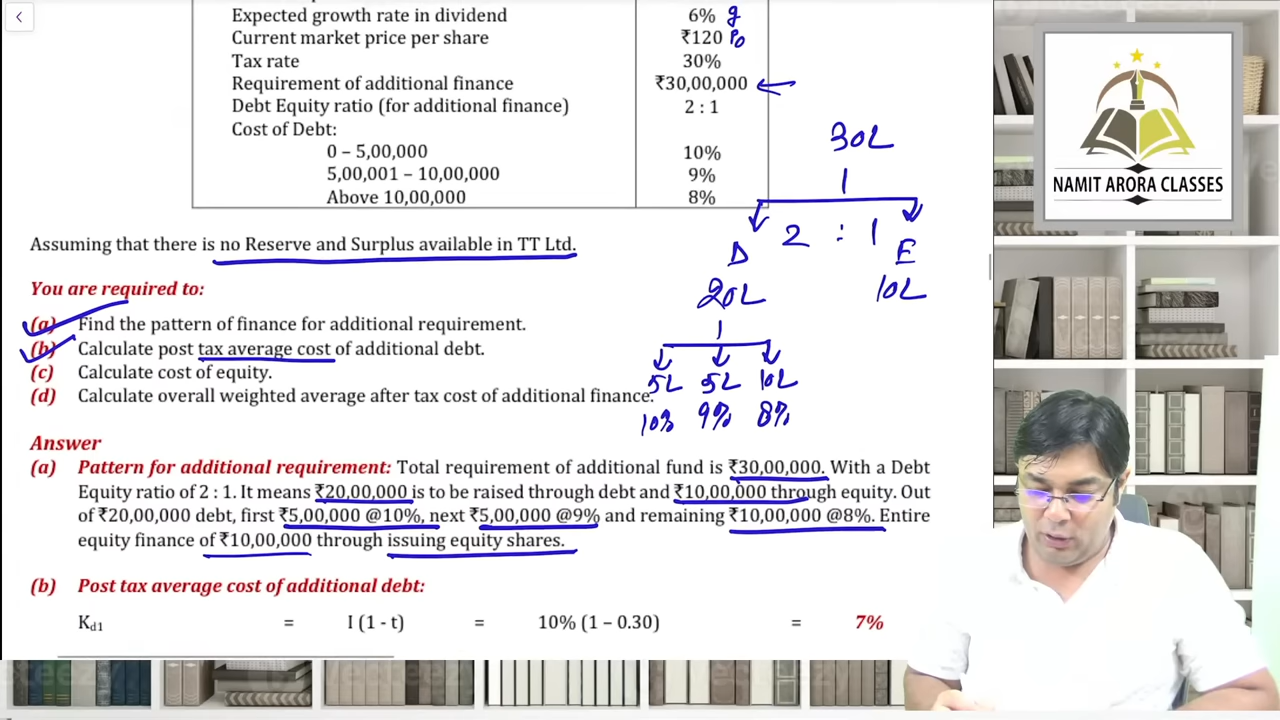 Expected growth rate in dividend 6% g
Current market price per share ₹120 P0
Tax rate 30%
Requirement of additional finance ₹30,00,000
Debt Equity ratio (for additional finance) 2 : 1
Cost of Debt:
0 – 5,00,000 10%
5,00,001 – 10,00,000 9%
Above 10,00,000 8%
30L
2 : 1
D E
20L 10L
5L 5L 10L
10% 9% 8%
Assuming that there is no Reserve and Surplus available in TT Ltd.
You are required to:
(a) Find the pattern of finance for additional requirement.
(b) Calculate post tax average cost of additional debt.
(c) Calculate cost of equity.
(d) Calculate overall weighted average after tax cost of additional finance.
Answer
(a) Pattern for additional requirement: Total requirement of additional fund is ₹30,00,000. With a Debt
Equity ratio of 2 : 1. It means ₹20,00,000 is to be raised through debt and ₹10,00,000 through equity. Out
of ₹20,00,000 debt, first ₹5,00,000 @10%, next ₹5,00,000 @9% and remaining ₹10,00,000 @8%. Entire
equity finance of ₹10,00,000 through issuing equity shares.
(b) Post tax average cost of additional debt:
Kd1 = I (1 - t) = 10% (1 – 0.30) = 7%
NAMIT ARORA CLASSES